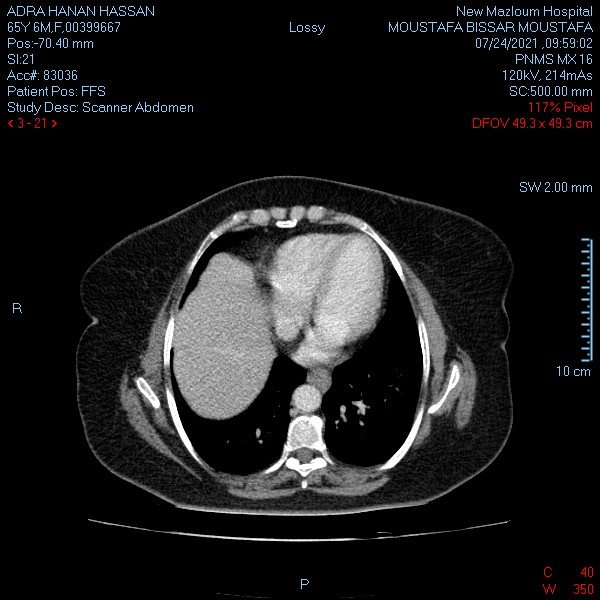 ADRA HANAN HASSAN
65Y 6M,F,00399667
Pos:-70.40 mm
SI:21
Acc#: 83036
Patient Pos: FFS
Study Desc: Scanner Abdomen
< 3 - 21 >
Lossy
New Mazloum Hospital
MOUSTAFA BISSAR MOUSTAFA
07/24/2021 ,09:59:02
PNMS MX 16
120kV, 214mAs
SC:500.00 mm
117% Pixel
DFOV 49.3 x 49.3 cm
SW 2.00 mm
R
10 cm
P
C 40
W 350